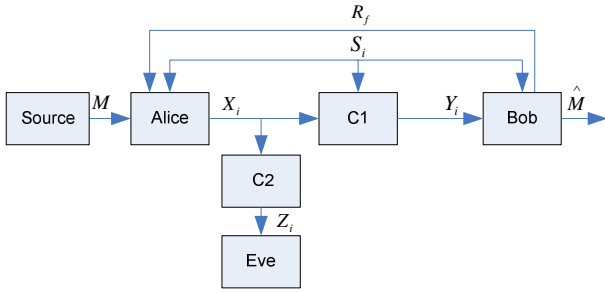 R_f
S_i
Source M Alice X_i C1 Y_i Bob M̂
C2
Z_i
Eve